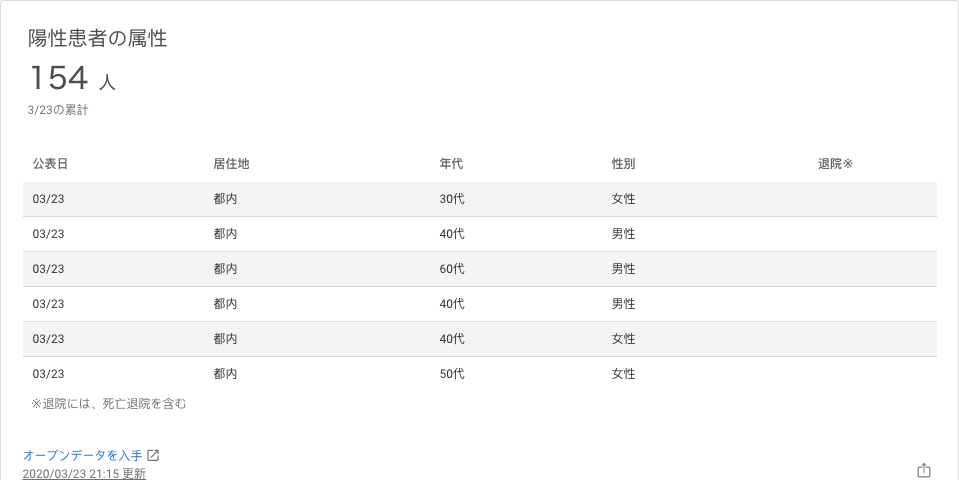 陽性患者の属性
154 人
3/23の累計
公表日 居住地 年代 性別 退院※
03/23 都内 30代 女性
03/23 都内 40代 男性
03/23 都内 60代 男性
03/23 都内 40代 男性
03/23 都内 40代 女性
03/23 都内 50代 女性
※退院には、死亡退院を含む
オープンデータを入手
2020/03/23 21:15 更新